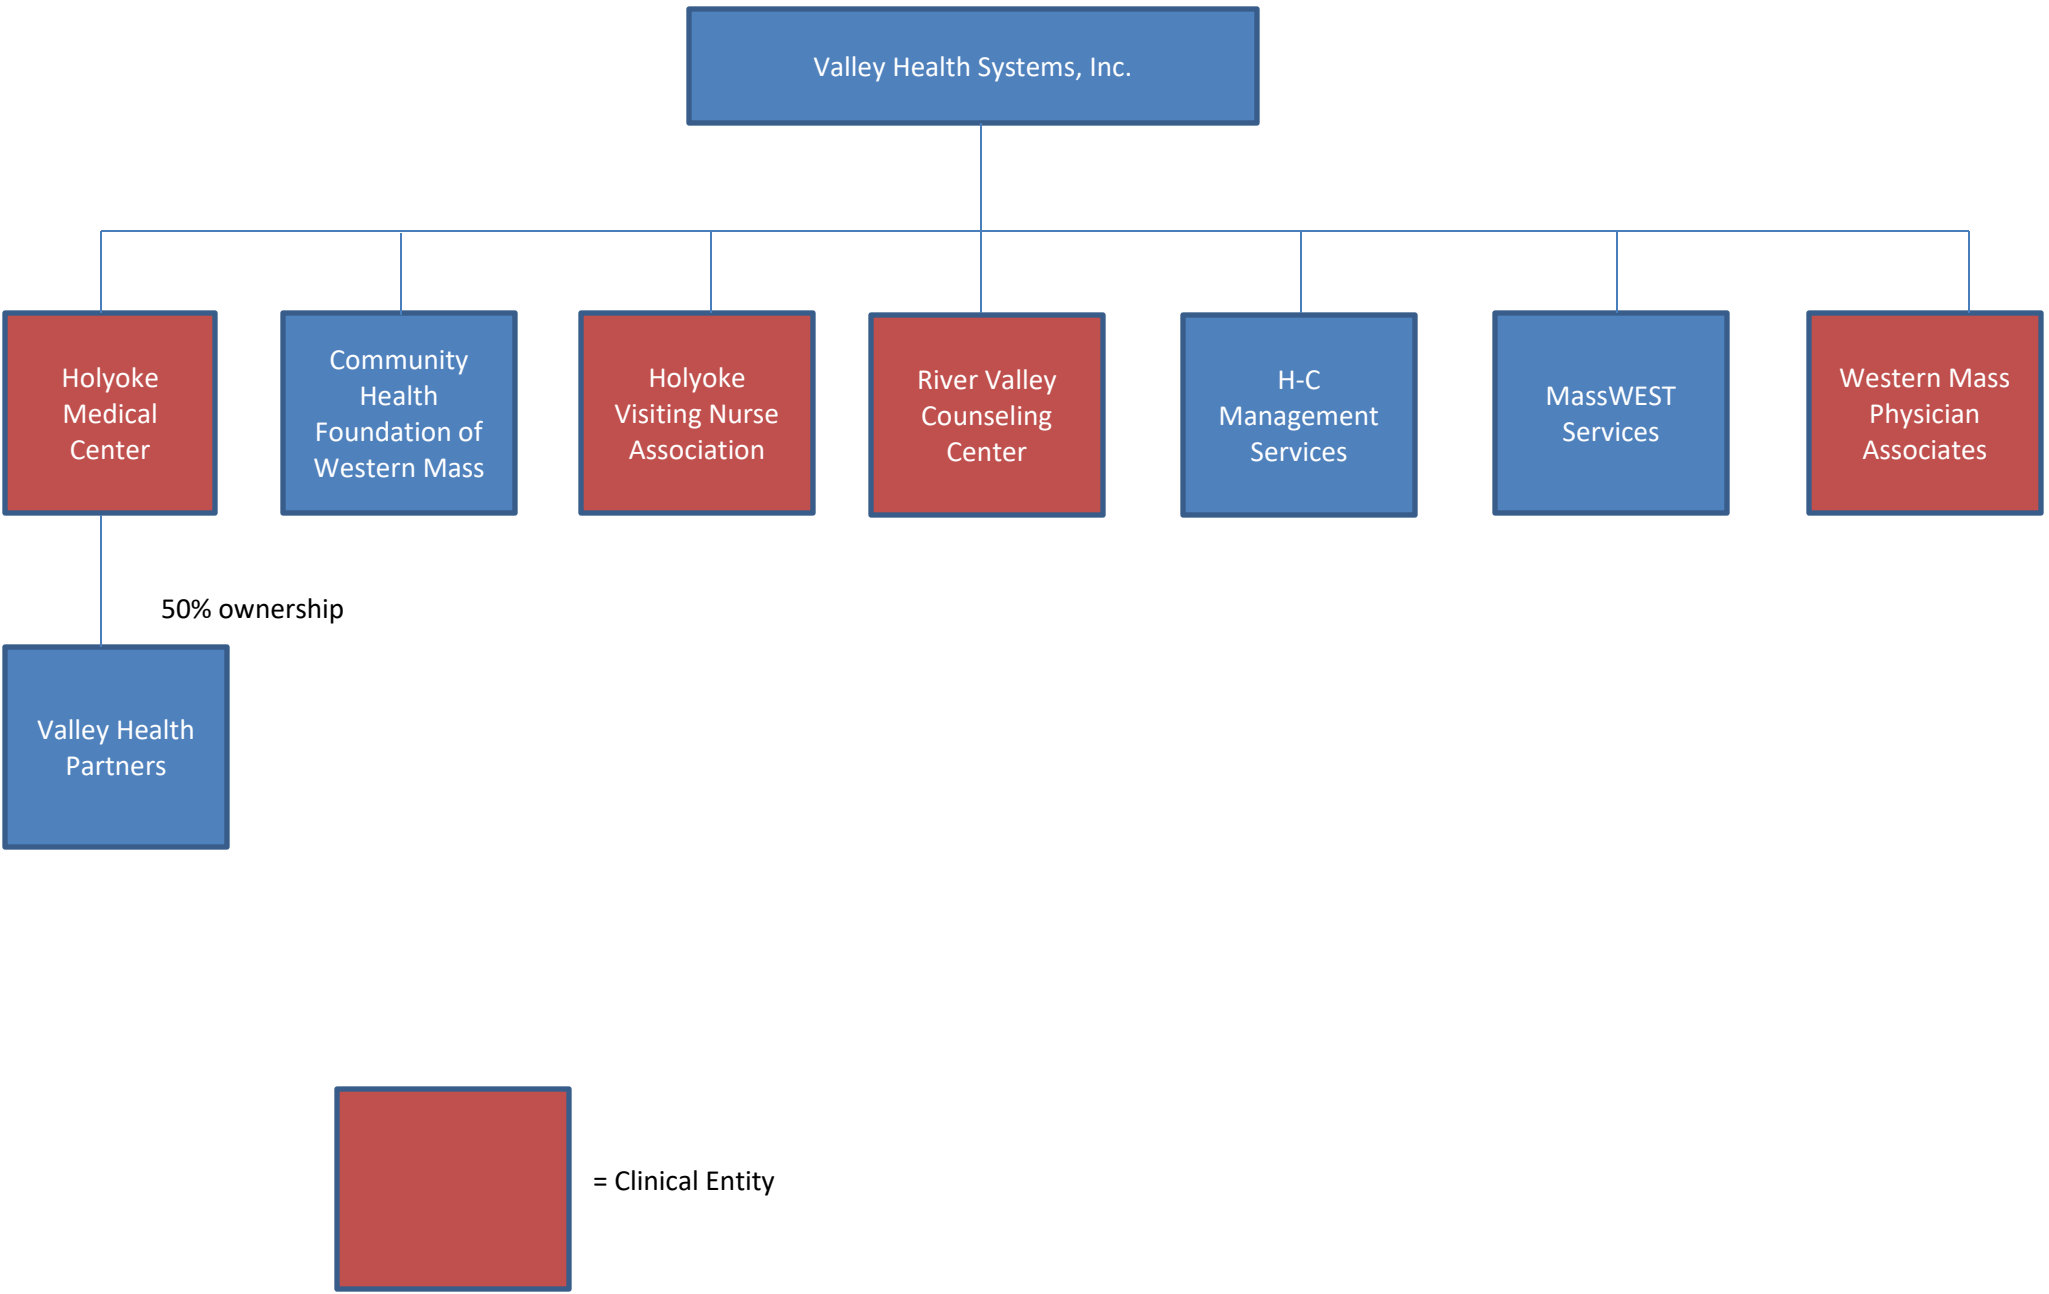 Valley Health Systems, Inc.
Holyoke
Medical
Center
Community
Health
Foundation of
Western Mass
Holyoke
Visiting Nurse
Association
River Valley
Counseling
Center
H-C
Management
Services
MassWEST
Services
Western Mass
Physician
Associates
50% ownership
Valley Health
Partners
= Clinical Entity